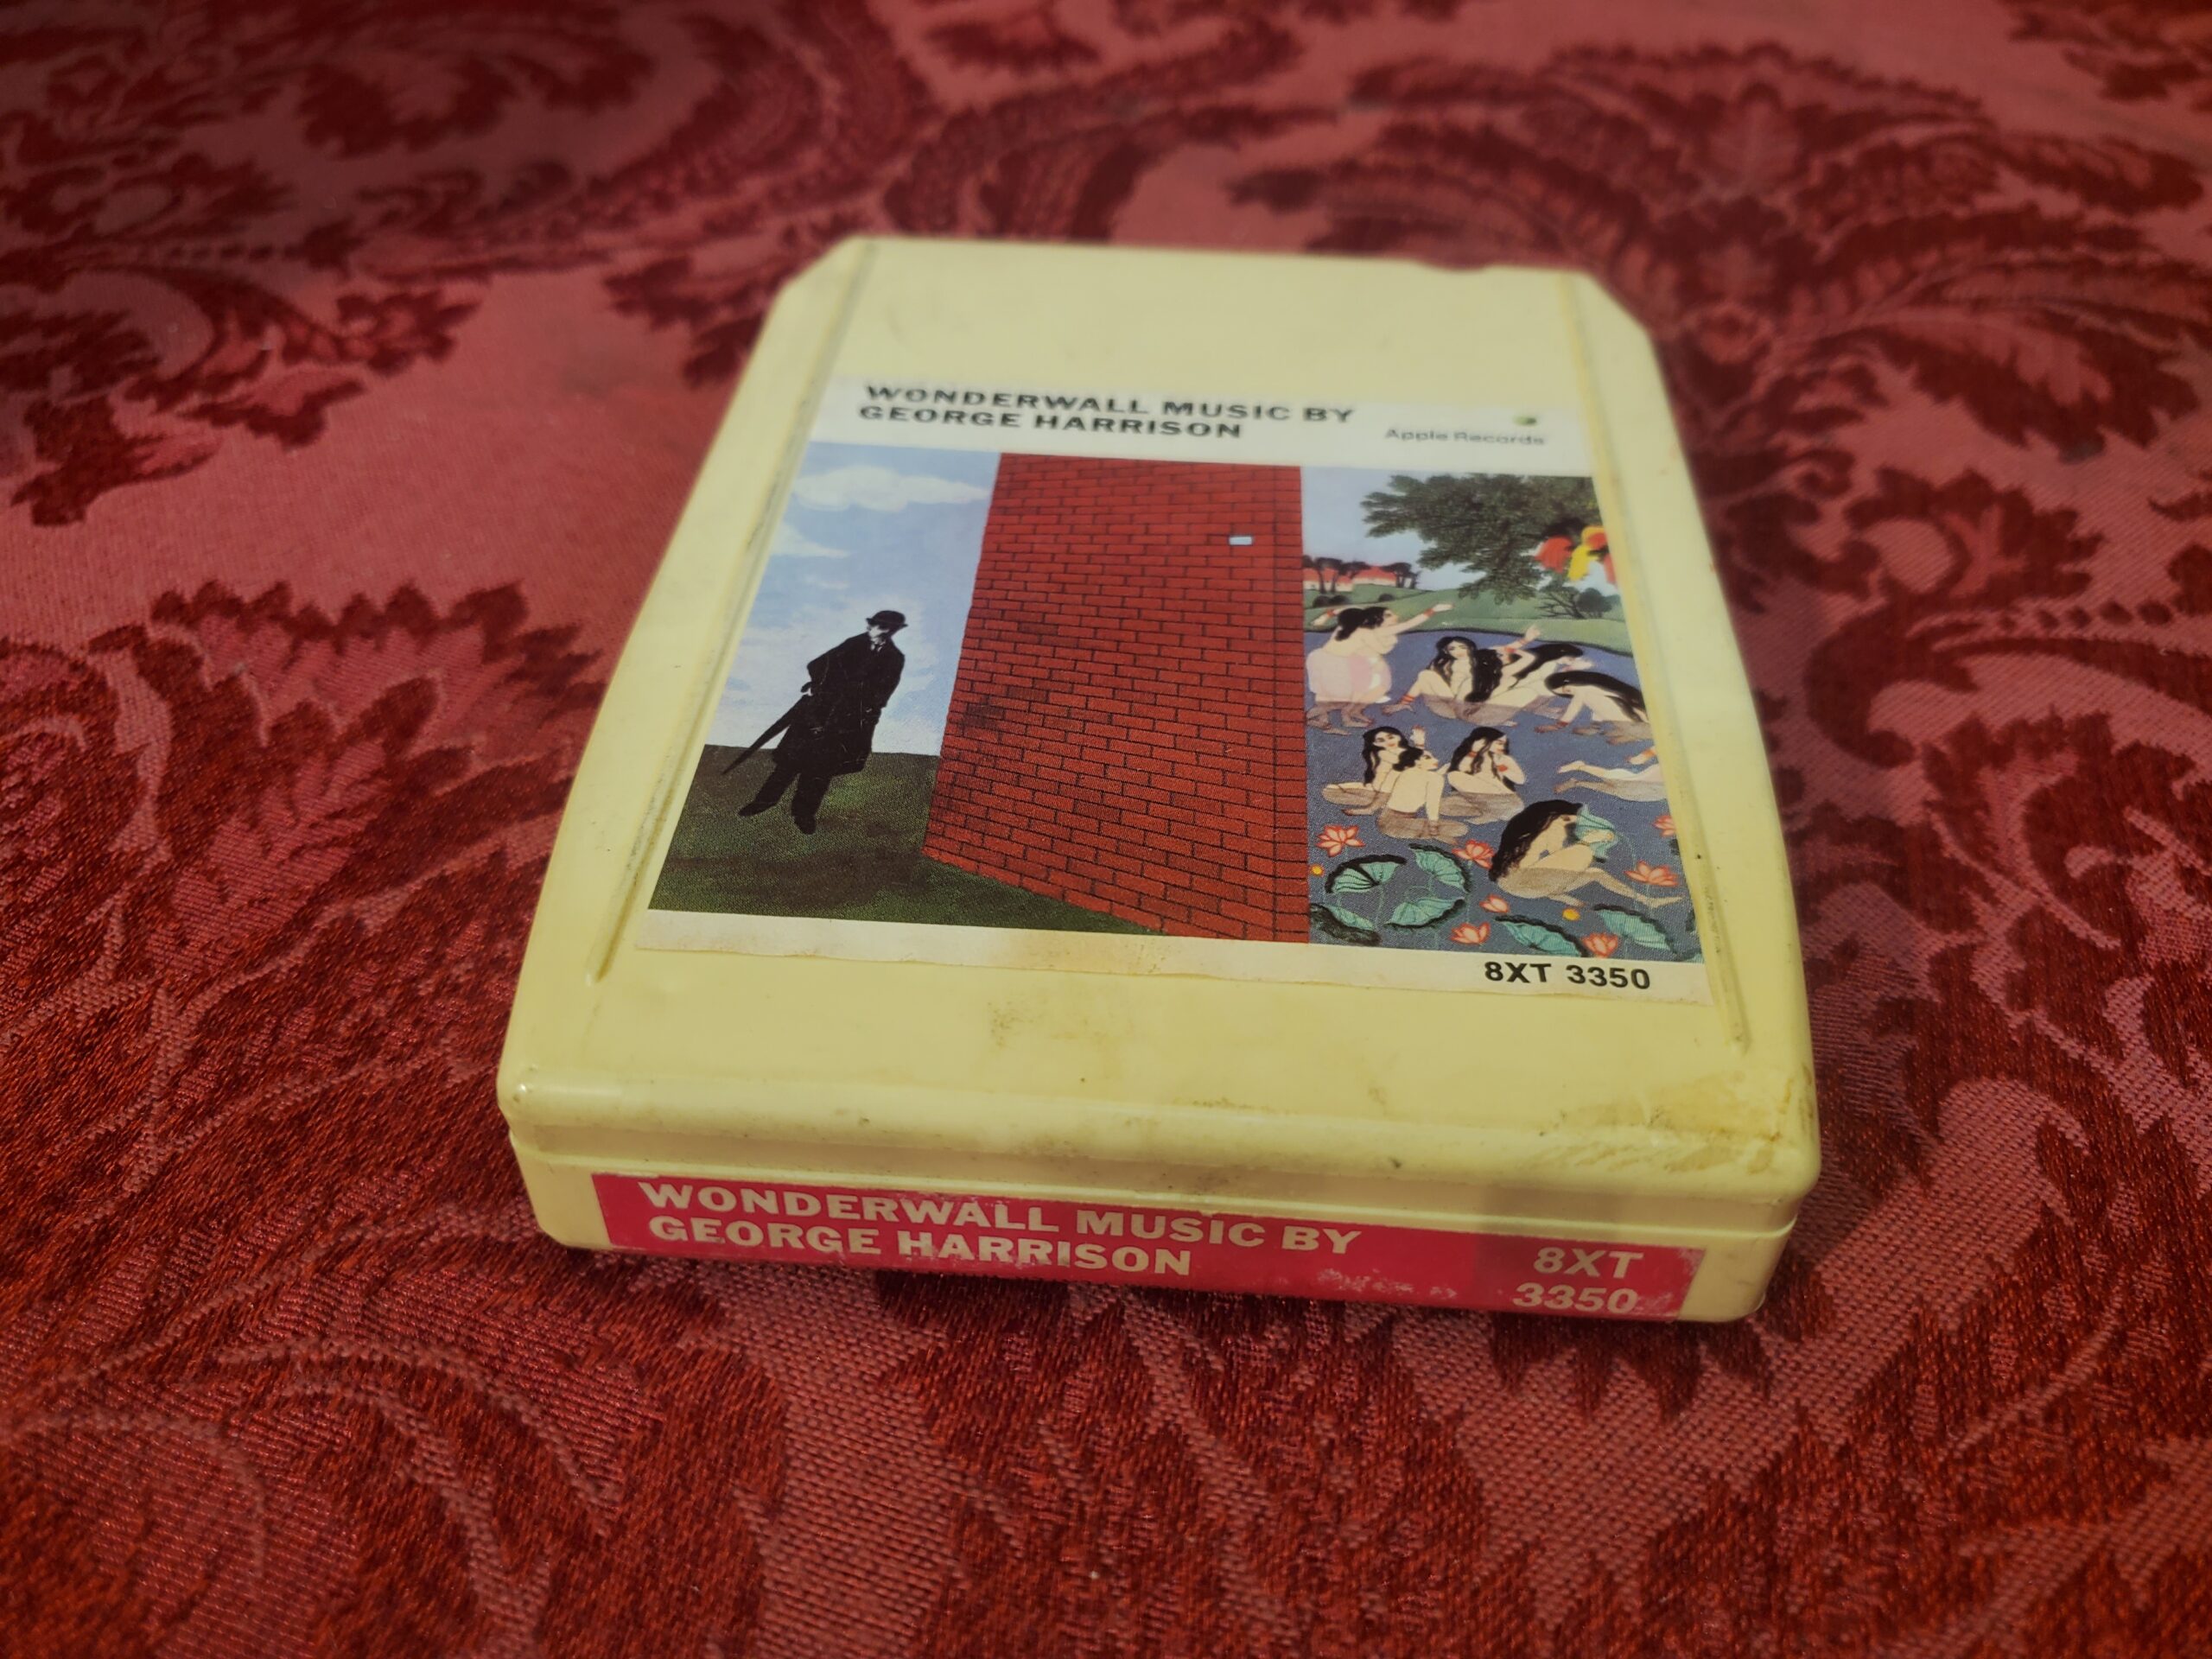 WONDERWALL MUSIC BY
GEORGE HARRISON
Apple Records
8XT 3350
WONDERWALL MUSIC BY
GEORGE HARRISON
8XT
3350